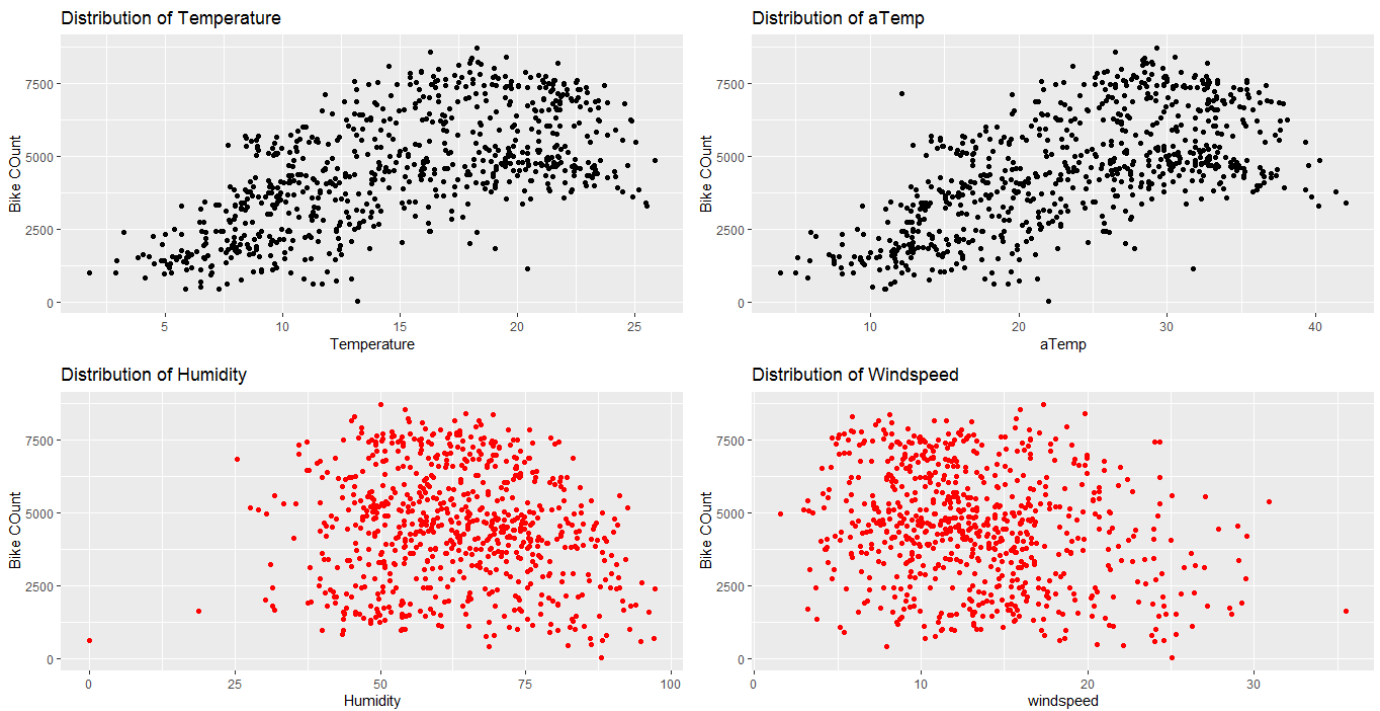 Distribution of Temperature
Bike COunt
7500
5000
2500
0
5 10 15 20 25
Temperature
Distribution of aTemp
Bike COunt
7500
5000
2500
0
10 20 30 40
aTemp
Distribution of Humidity
Bike COunt
7500
5000
2500
0
0 25 50 75 100
Humidity
Distribution of Windspeed
Bike COunt
7500
5000
2500
0
0 10 20 30
windspeed